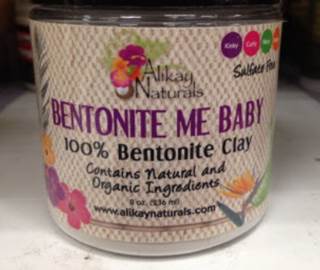 Kinky Curly
Alikay
Naturals
Sulfate Free
BENTONITE ME BABY
100% Bentonite Clay
Contains Natural and
Organic Ingredients
8 oz. (236 ml)
www.alikaynaturals.com